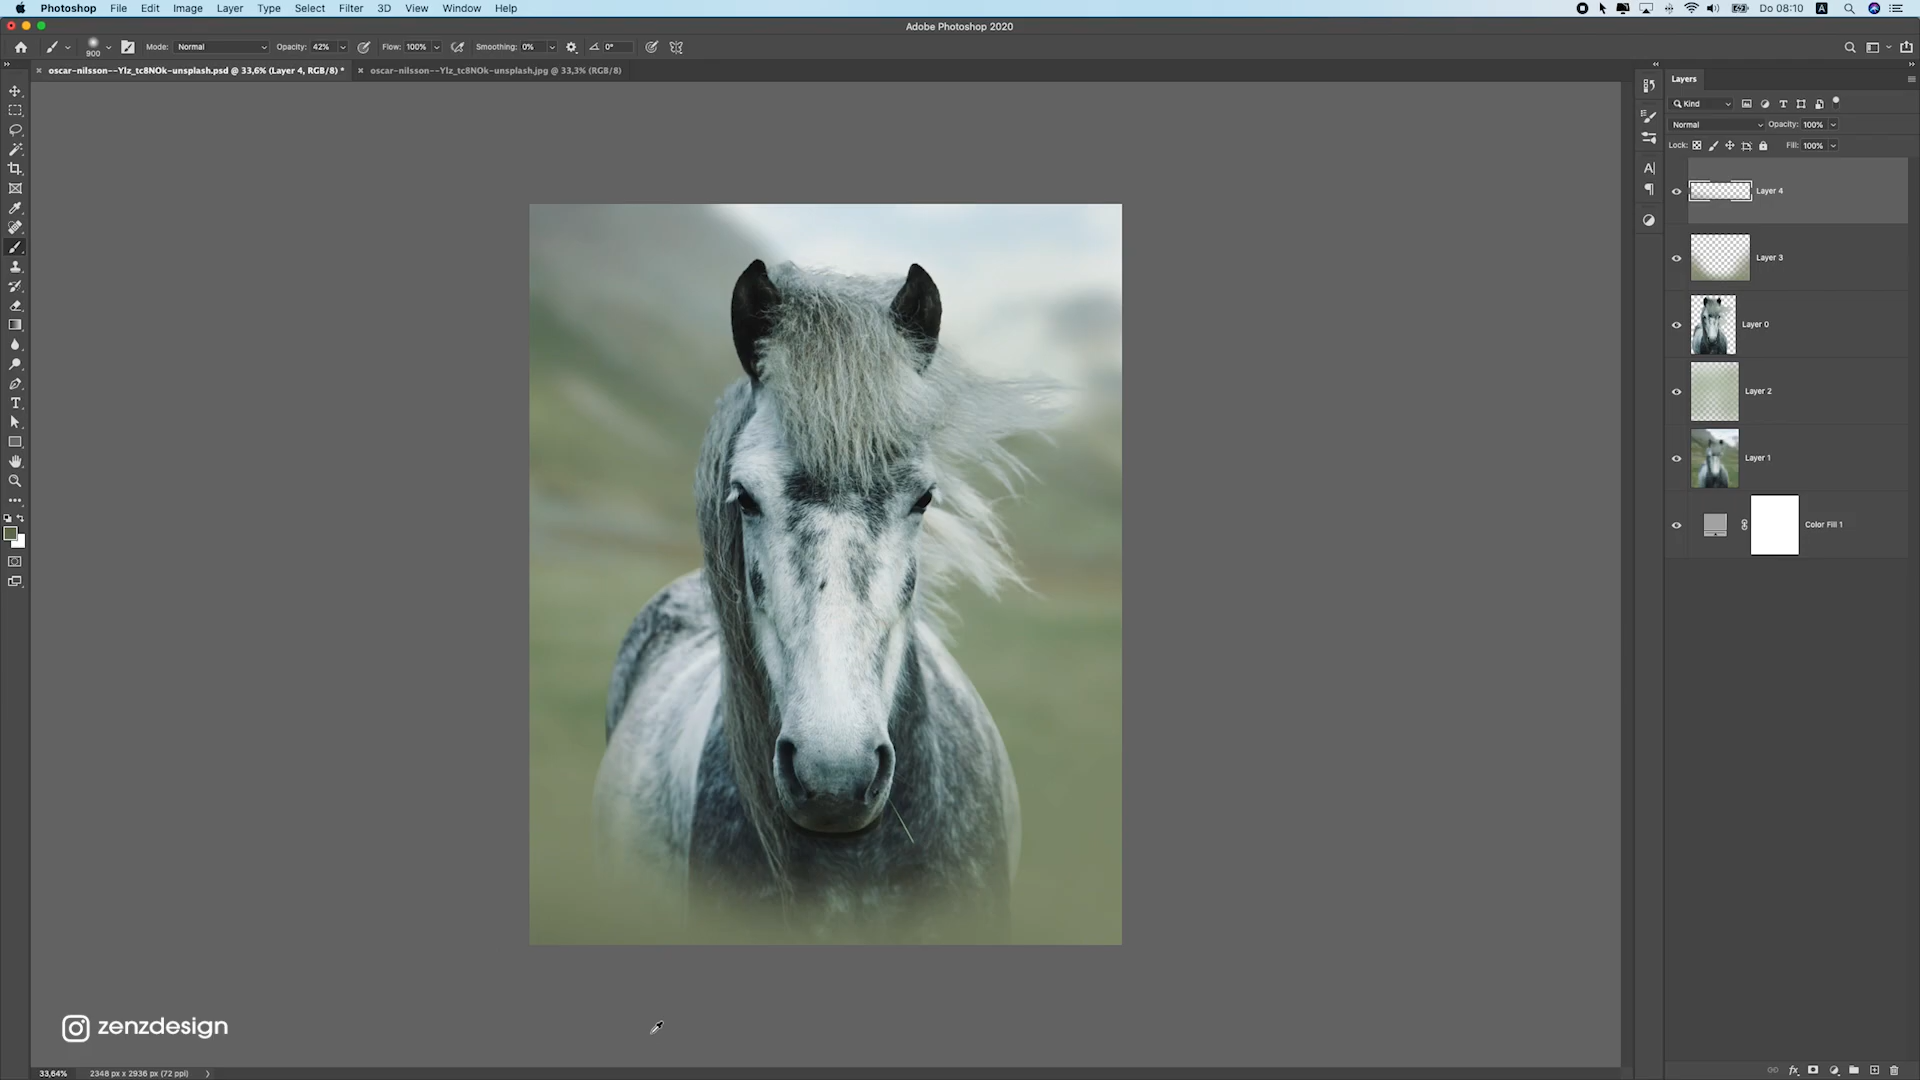 Photoshop File Edit Image Layer Type Select Filter 3D View Window Help Do 08:10 A
Adobe Photoshop 2020
900 Mode: Normal Opacity: 42% Flow: 100% Smoothing: 0% 0°
oscar-nilsson--Ylz_tc8NOk-unsplash.psd @ 33,6% (Layer 4, RGB/8) * oscar-nilsson--Ylz_tc8NOk-unsplash.jpg @ 33,3% (RGB/8)
Layers
Kind
Normal Opacity: 100%
Lock: Fill: 100%
Layer 4
Layer 3
Layer 0
Layer 2
Layer 1
Color Fill 1
zenzdesign
33,64% 2348 px x 2936 px (72 ppi)